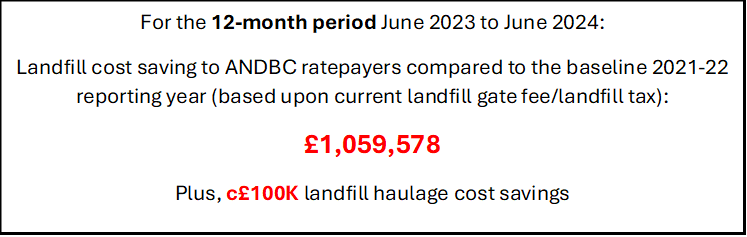 For the 12-month period June 2023 to June 2024:
Landfill cost saving to ANDBC ratepayers compared to the baseline 2021-22
reporting year (based upon current landfill gate fee/landfill tax):
£1,059,578
Plus, c£100K landfill haulage cost savings